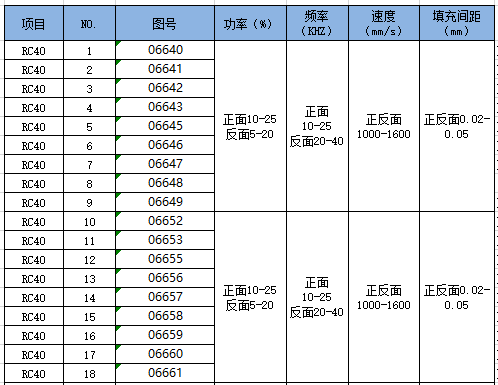 项目 NO. 图号 功率（%） 频率（KHZ） 速度（mm/s） 填充间距（mm）
RC40 1 06640
RC40 2 06641
RC40 3 06642
RC40 4 06643
RC40 5 06645
RC40 6 06646
RC40 7 06647
RC40 8 06648
RC40 9 06649
正面10-25
反面5-20
正面
10-25
反面20-40
正反面
1000-1600
正反面0.02-
0.05
RC40 10 06652
RC40 11 06653
RC40 12 06655
RC40 13 06656
RC40 14 06657
RC40 15 06658
RC40 16 06659
RC40 17 06660
RC40 18 06661
正面10-25
反面5-20
正面
10-25
反面20-40
正反面
1000-1600
正反面0.02-
0.05